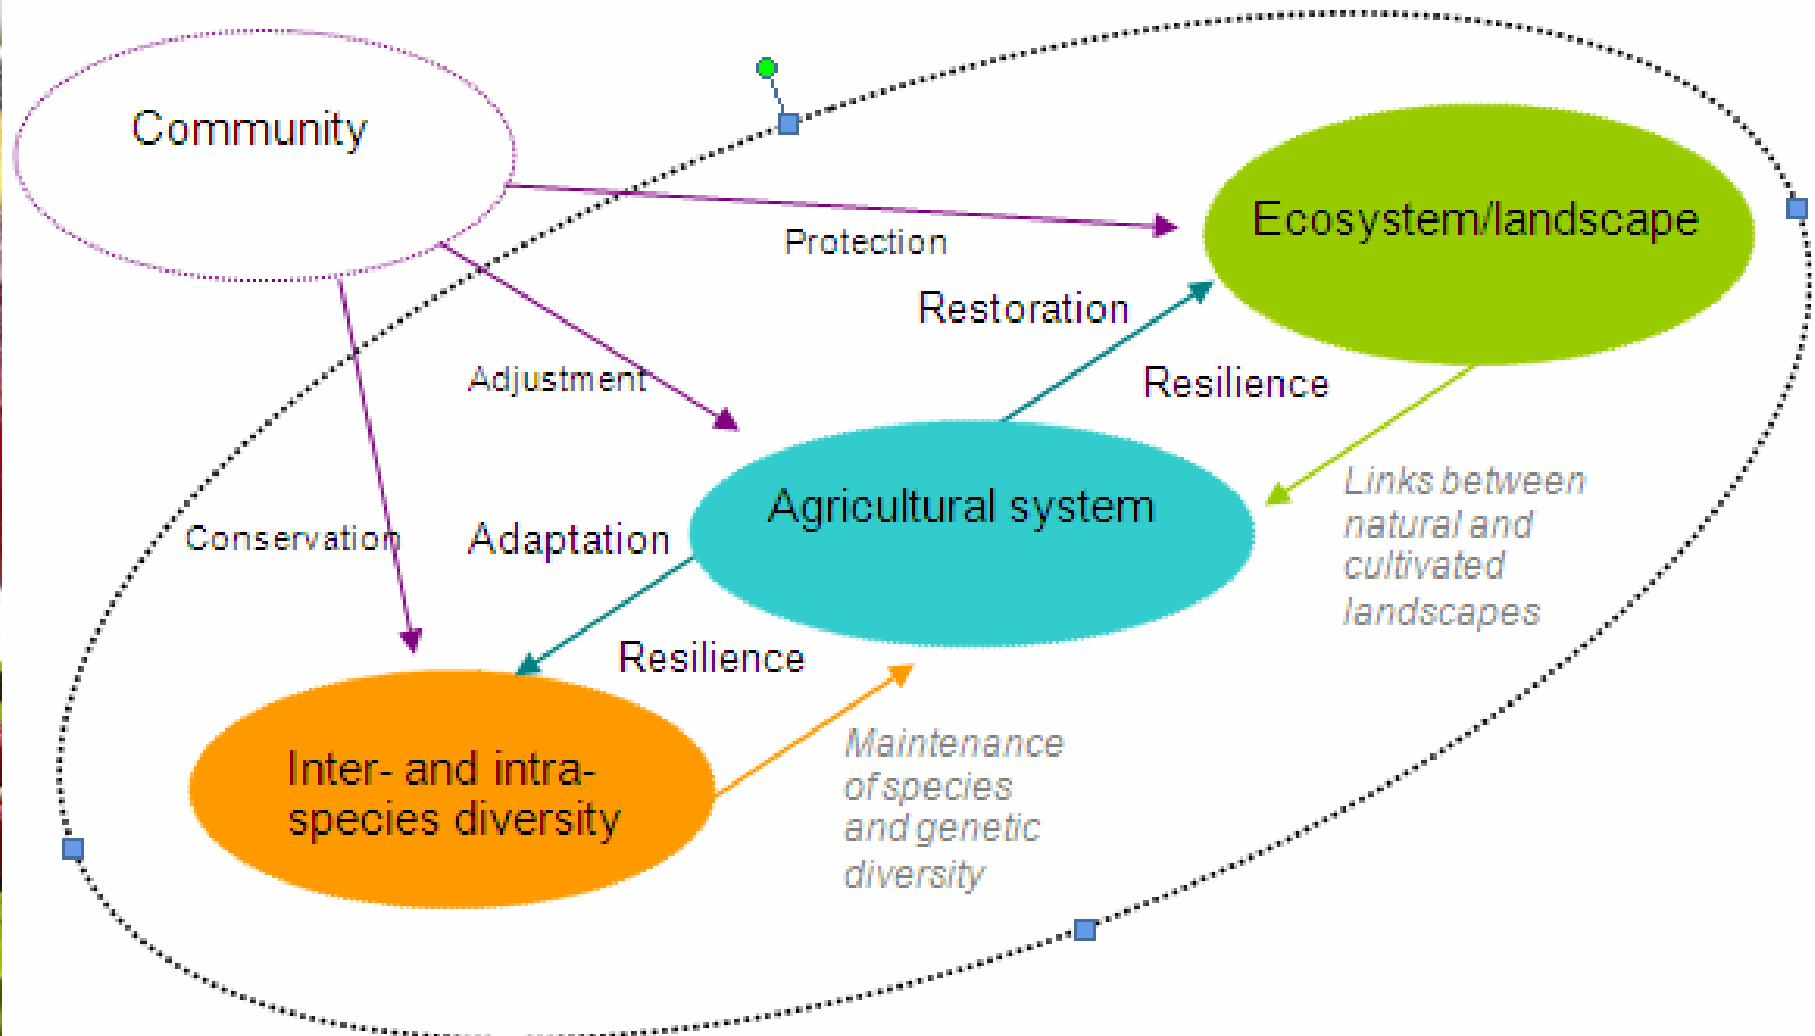 Community
Ecosystem/landscape
Protection
Restoration
Resilience
Adjustment
Links between
natural and
cultivated
landscapes
Agricultural system
Conservation
Adaptation
Resilience
Maintenance
of species
and genetic
diversity
Inter- and intra-
species diversity